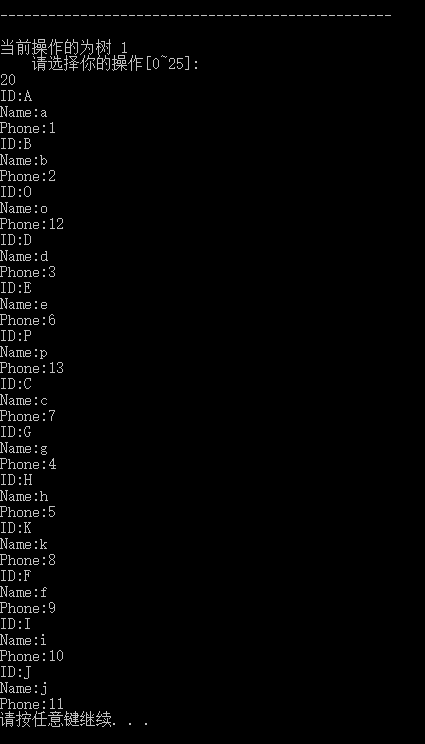 -------------------------------------------------
当前操作的为树 1
请选择你的操作[0~25]:
20
ID:A
Name:a
Phone:1
ID:B
Name:b
Phone:2
ID:O
Name:o
Phone:12
ID:D
Name:d
Phone:3
ID:E
Name:e
Phone:6
ID:P
Name:p
Phone:13
ID:C
Name:c
Phone:7
ID:G
Name:g
Phone:4
ID:H
Name:h
Phone:5
ID:K
Name:k
Phone:8
ID:F
Name:f
Phone:9
ID:I
Name:i
Phone:10
ID:J
Name:j
Phone:11
请按任意键继续. . .